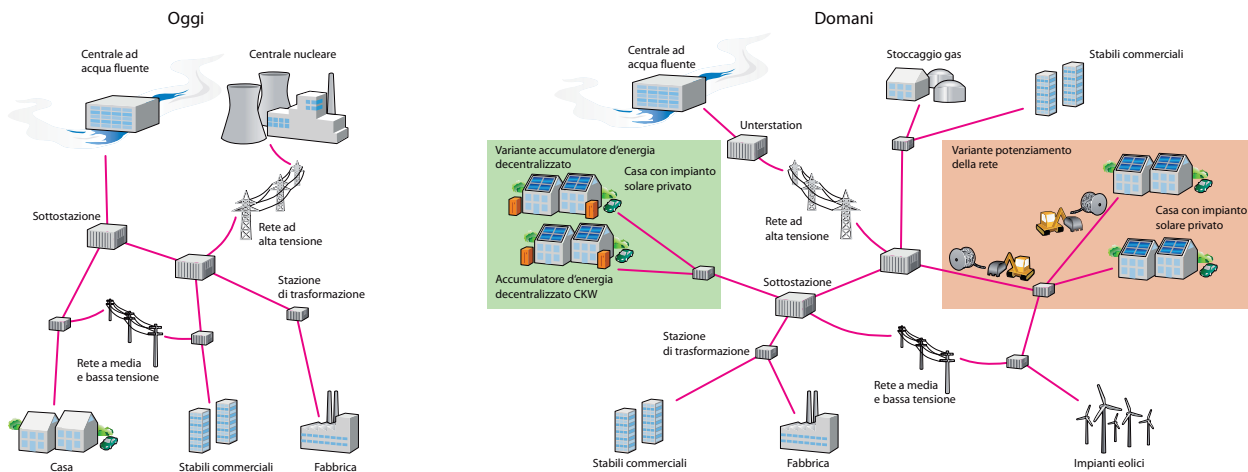 Oggi
Centrale ad
acqua fluente
Centrale nucleare
Sottostazione
Rete ad
alta tensione
Stazione
di trasformazione
Rete a media
e bassa tensione
Casa
Stabili commerciali
Fabbrica
Domani
Centrale ad
acqua fluente
Stoccaggio gas
Stabili commerciali
Unterstation
Variante accumulatore d'energia
decentralizzato
Casa con impianto
solare privato
Variante potenziamento
della rete
Rete ad
alta tensione
Casa con impianto
solare privato
Accumulatore d'energia
decentralizzato CKW
Sottostazione
Stazione
di trasformazione
Rete a media
e bassa tensione
Stabili commerciali
Fabbrica
Impianti eolici